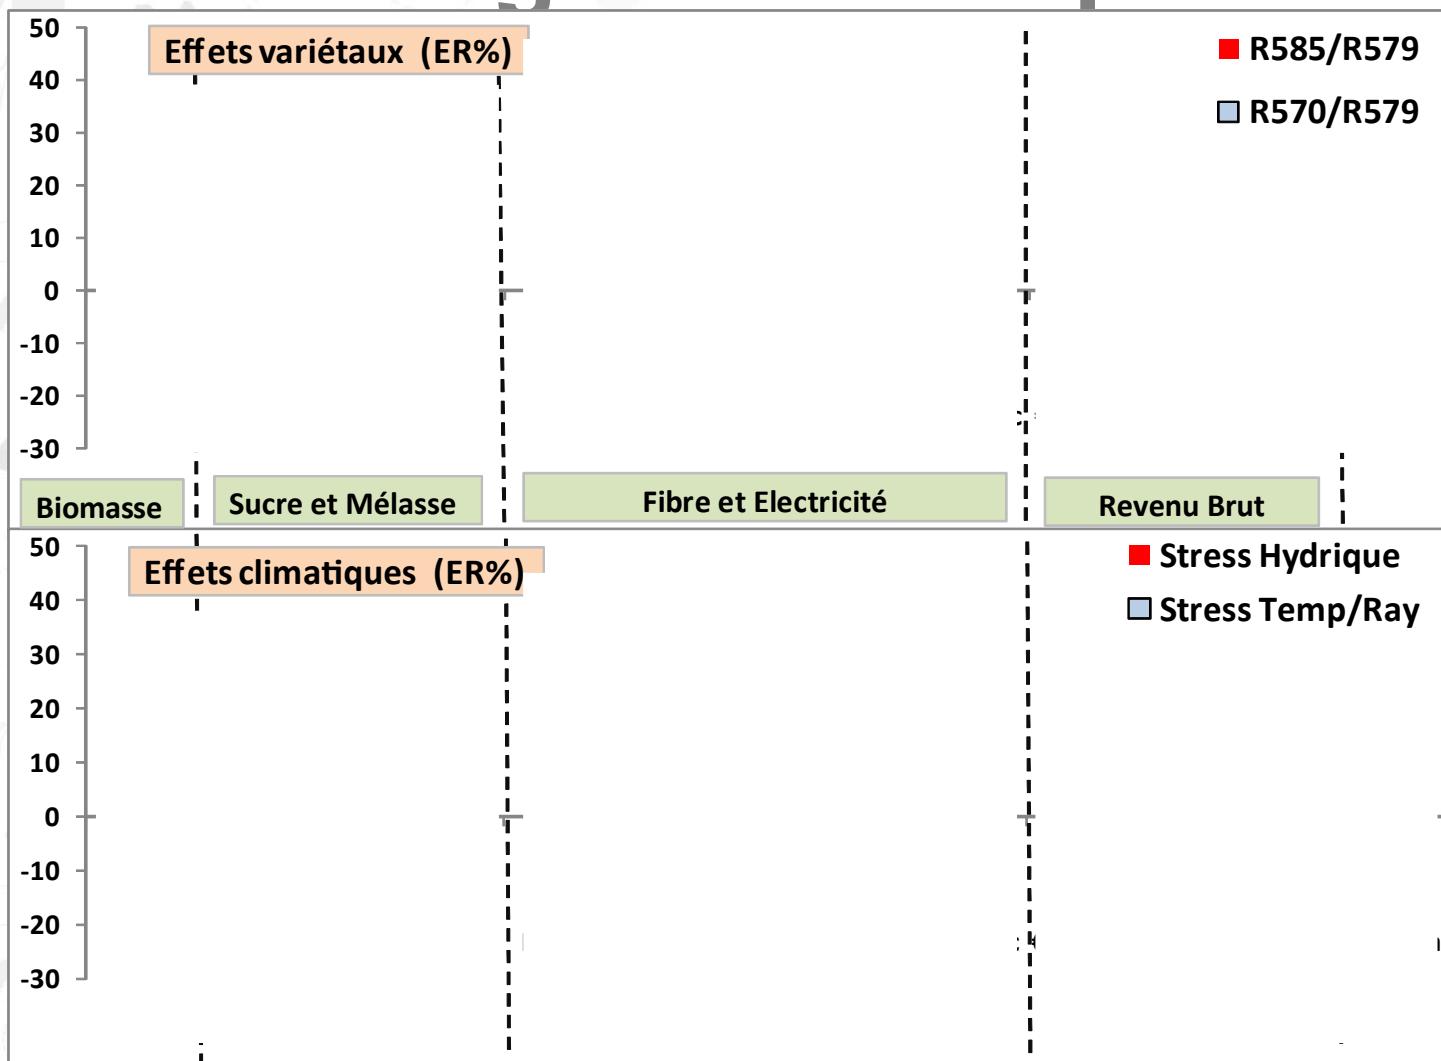 Effets variétaux (ER%)
R585/R579
R570/R579
50
40
30
20
10
0
-10
-20
-30
Biomasse
Sucre et Mélasse
Fibre et Electricité
Revenu Brut
Effets climatiques (ER%)
Stress Hydrique
Stress Temp/Ray
50
40
30
20
10
0
-10
-20
-30